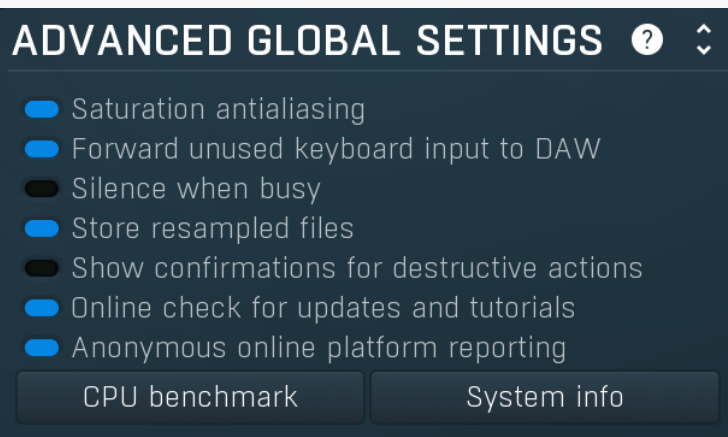 ADVANCED GLOBAL SETTINGS ?
Saturation antialiasing
Forward unused keyboard input to DAW
Silence when busy
Store resampled files
Show confirmations for destructive actions
Online check for updates and tutorials
Anonymous online platform reporting
CPU benchmark System info